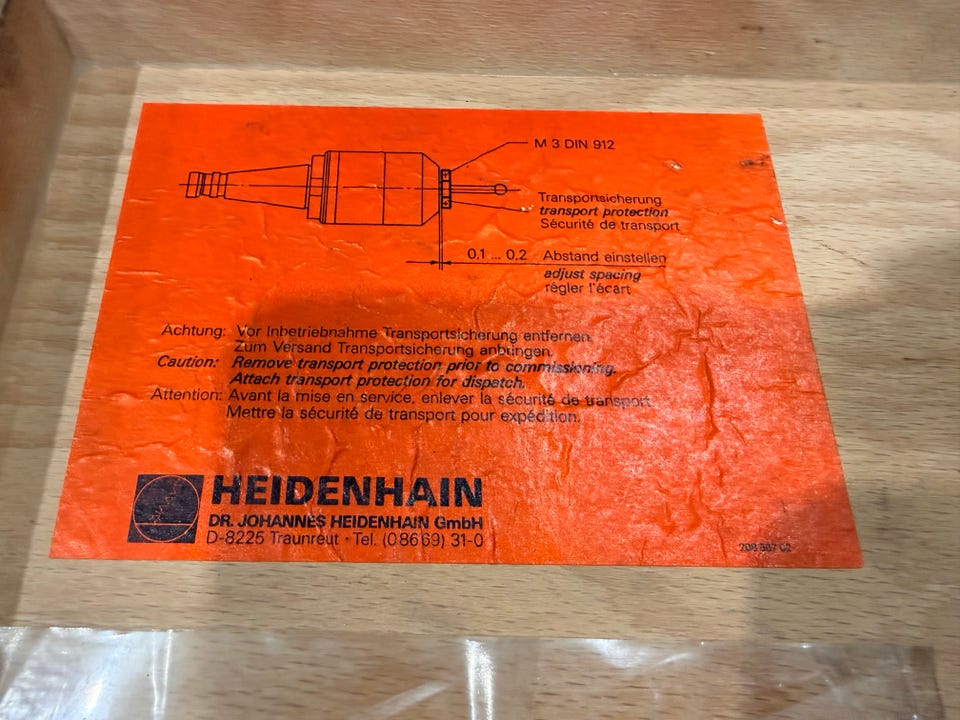 M 3 DIN 912
Transportsicherung
transport protection
Sécurité de transport
0,1 ... 0,2 Abstand einstellen
adjust spacing
régler l'écart
Achtung: Vor Inbetriebnahme Transportsicherung entfernen.
Zum Versand Transportsicherung anbringen.
Caution: Remove transport protection prior to commissioning.
Attach transport protection for dispatch.
Attention: Avant la mise en service, enlever la sécurité de transport.
Mettre la sécurité de transport pour expédition.
HEIDENHAIN
DR. JOHANNES HEIDENHAIN GmbH
D-8225 Traunreut · Tel. (08669) 31-0